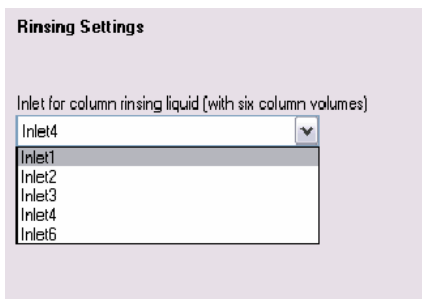 Rinsing Settings
Inlet for column rinsing liquid (with six column volumes)
Inlet4
Inlet1
Inlet2
Inlet3
Inlet4
Inlet6